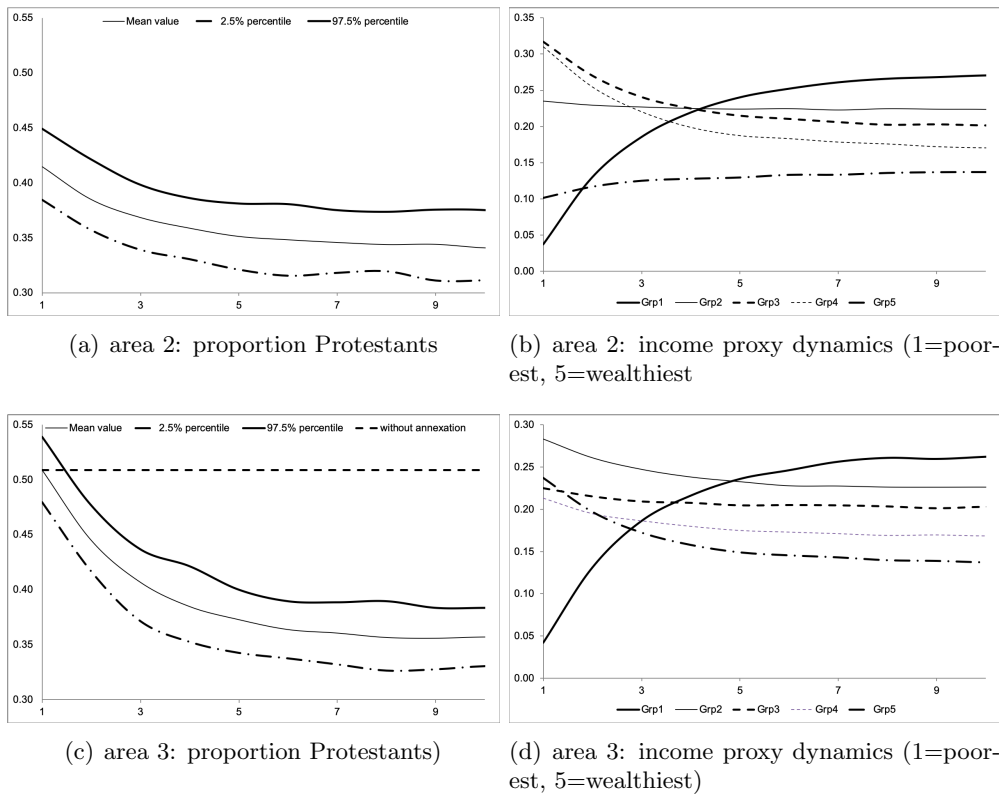 0.55
Mean value 2.5% percentile 97.5% percentile
0.50
0.45
0.40
0.35
0.30
1 3 5 7 9
(a) area 2: proportion Protestants
0.35
0.30
0.25
0.20
0.15
0.10
0.05
0.00
1 3 5 7 9
Grp1 Grp2 Grp3 Grp4 Grp5
(b) area 2: income proxy dynamics (1=poor-
est, 5=wealthiest
0.55
Mean value 2.5% percentile 97.5% percentile without annexation
0.50
0.45
0.40
0.35
0.30
1 3 5 7 9
(c) area 3: proportion Protestants)
0.30
0.25
0.20
0.15
0.10
0.05
0.00
1 3 5 7 9
Grp1 Grp2 Grp3 Grp4 Grp5
(d) area 3: income proxy dynamics (1=poor-
est, 5=wealthiest)